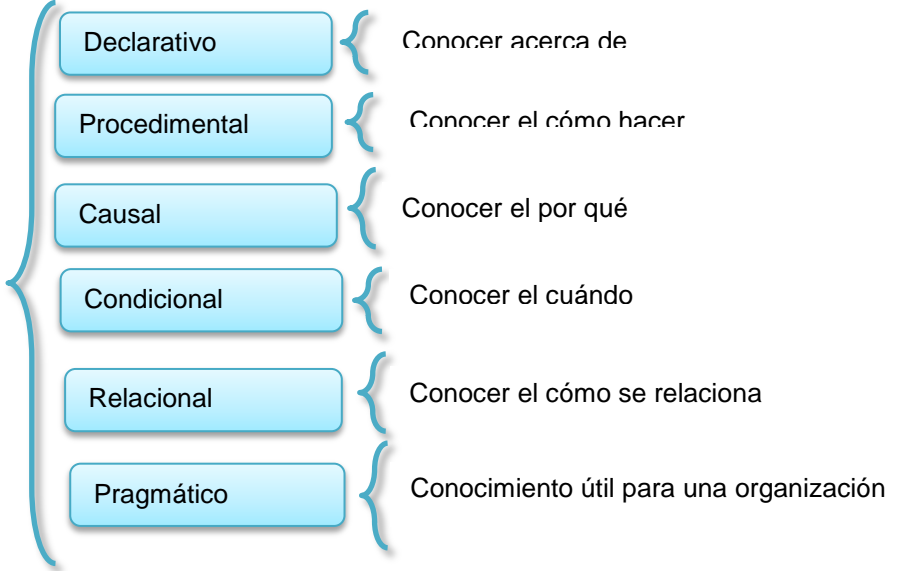 Declarativo
Conocer acerca de
Procedimental
Conocer el cómo hacer
Causal
Conocer el por qué
Condicional
Conocer el cuándo
Relacional
Conocer el cómo se relaciona
Pragmático
Conocimiento útil para una organización